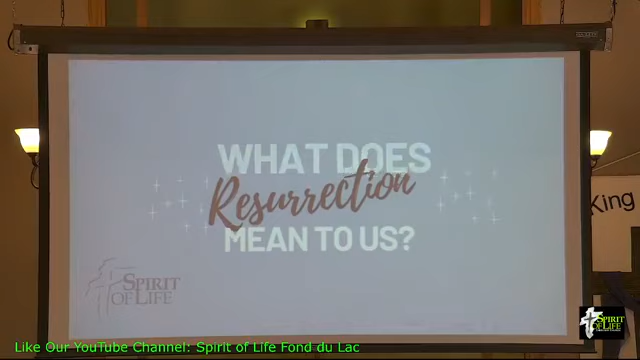 WHAT DOES
Resurrection
MEAN TO US?
SPIRIT
OF LIFE
King
SPIRIT
OF LIFE
Like Our YouTube Channel: Spirit of Life Fond du Lac